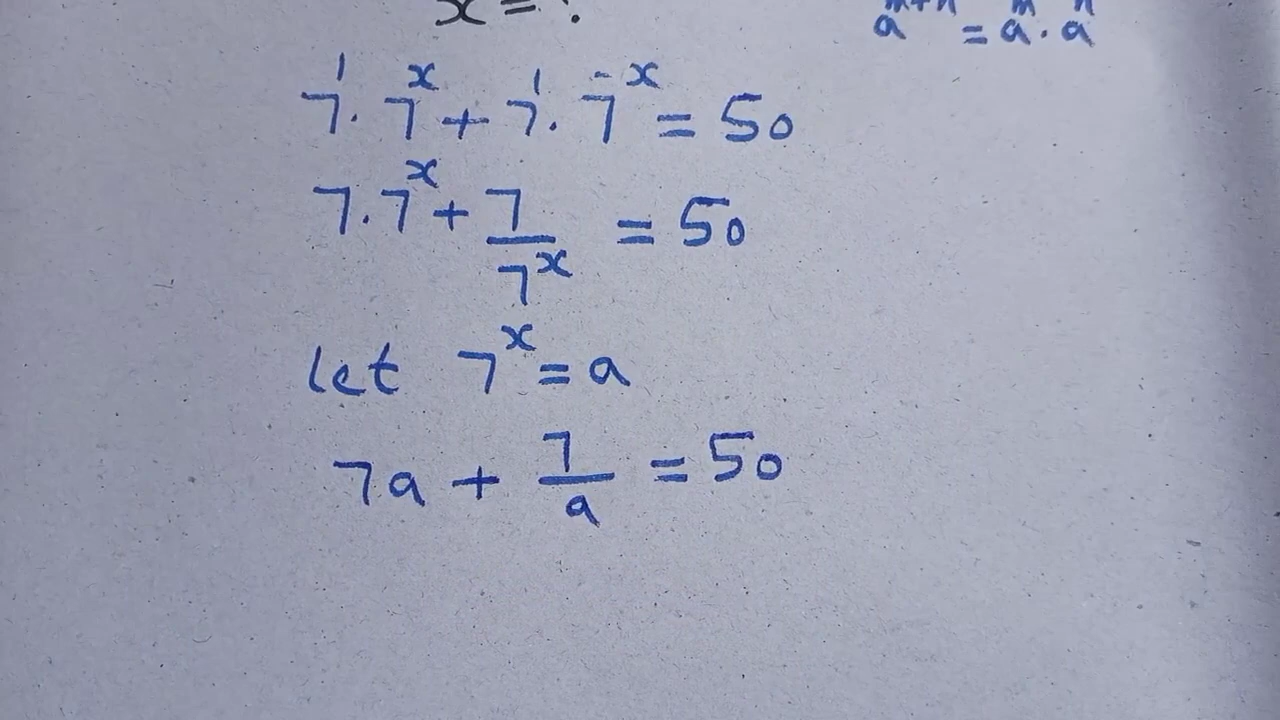 x = ?
a^{m+n} = a^m · a^n
7^1 · 7^x + 7^1 · 7^{-x} = 50
7 · 7^x + 7/7^x = 50
let 7^x = a
7a + 7/a = 50